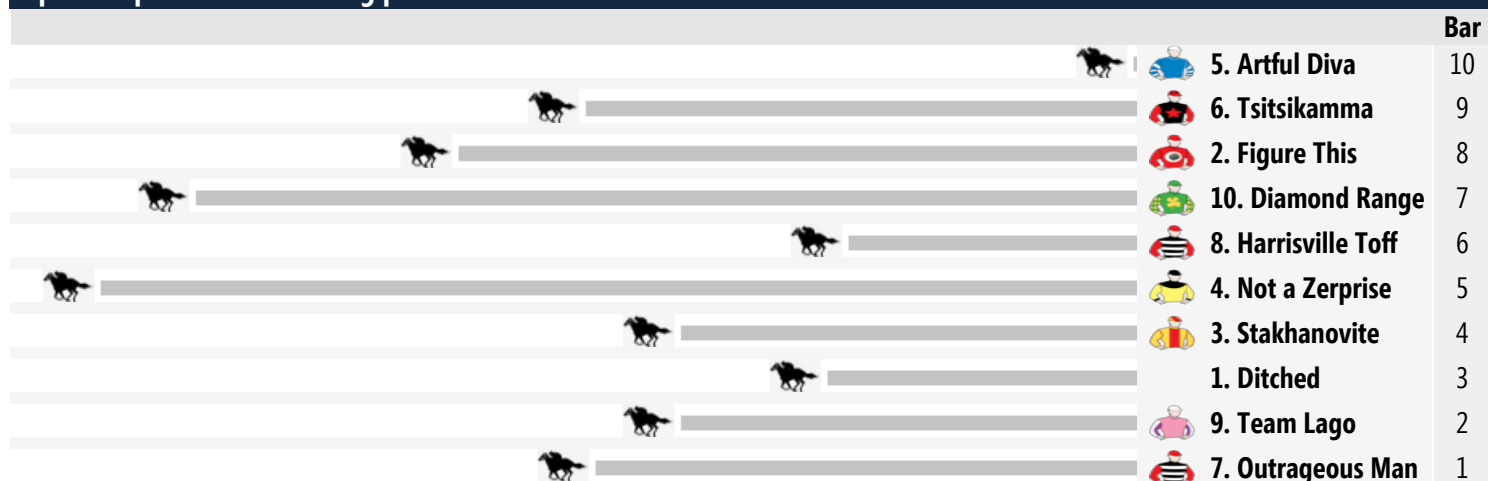 Bar
5. Artful Diva 10
6. Tsitsikamma 9
2. Figure This 8
10. Diamond Range 7
8. Harrisville Toff 6
4. Not a Zerprise 5
3. Stakhanovite 4
1. Ditched 3
9. Team Lago 2
7. Outrageous Man 1